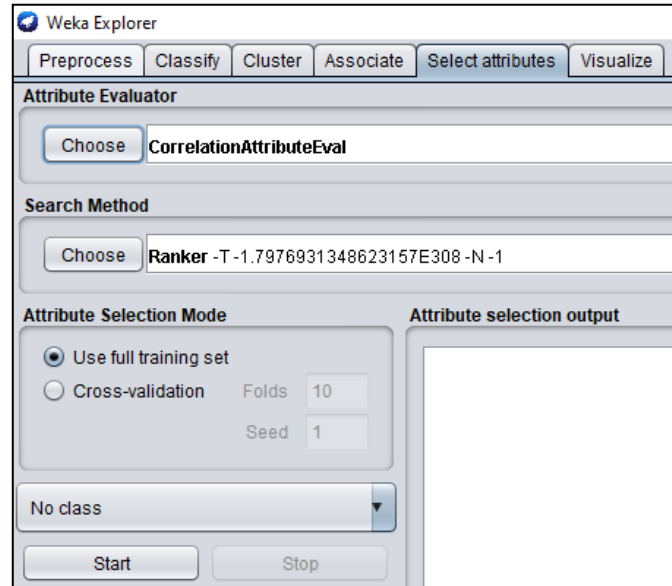 Weka Explorer
Preprocess Classify Cluster Associate Select attributes Visualize
Attribute Evaluator
Choose CorrelationAttributeEval
Search Method
Choose Ranker -T -1.7976931348623157E308 -N -1
Attribute Selection Mode
Attribute selection output
Use full training set
Cross-validation Folds 10
Seed 1
No class
Start Stop